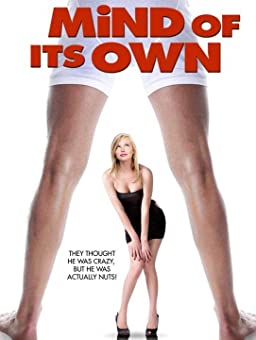 MiND OF
ITS OWN
THEY THOUGHT
HE WAS CRAZY,
BUT HE WAS
ACTUALLY NUTS!